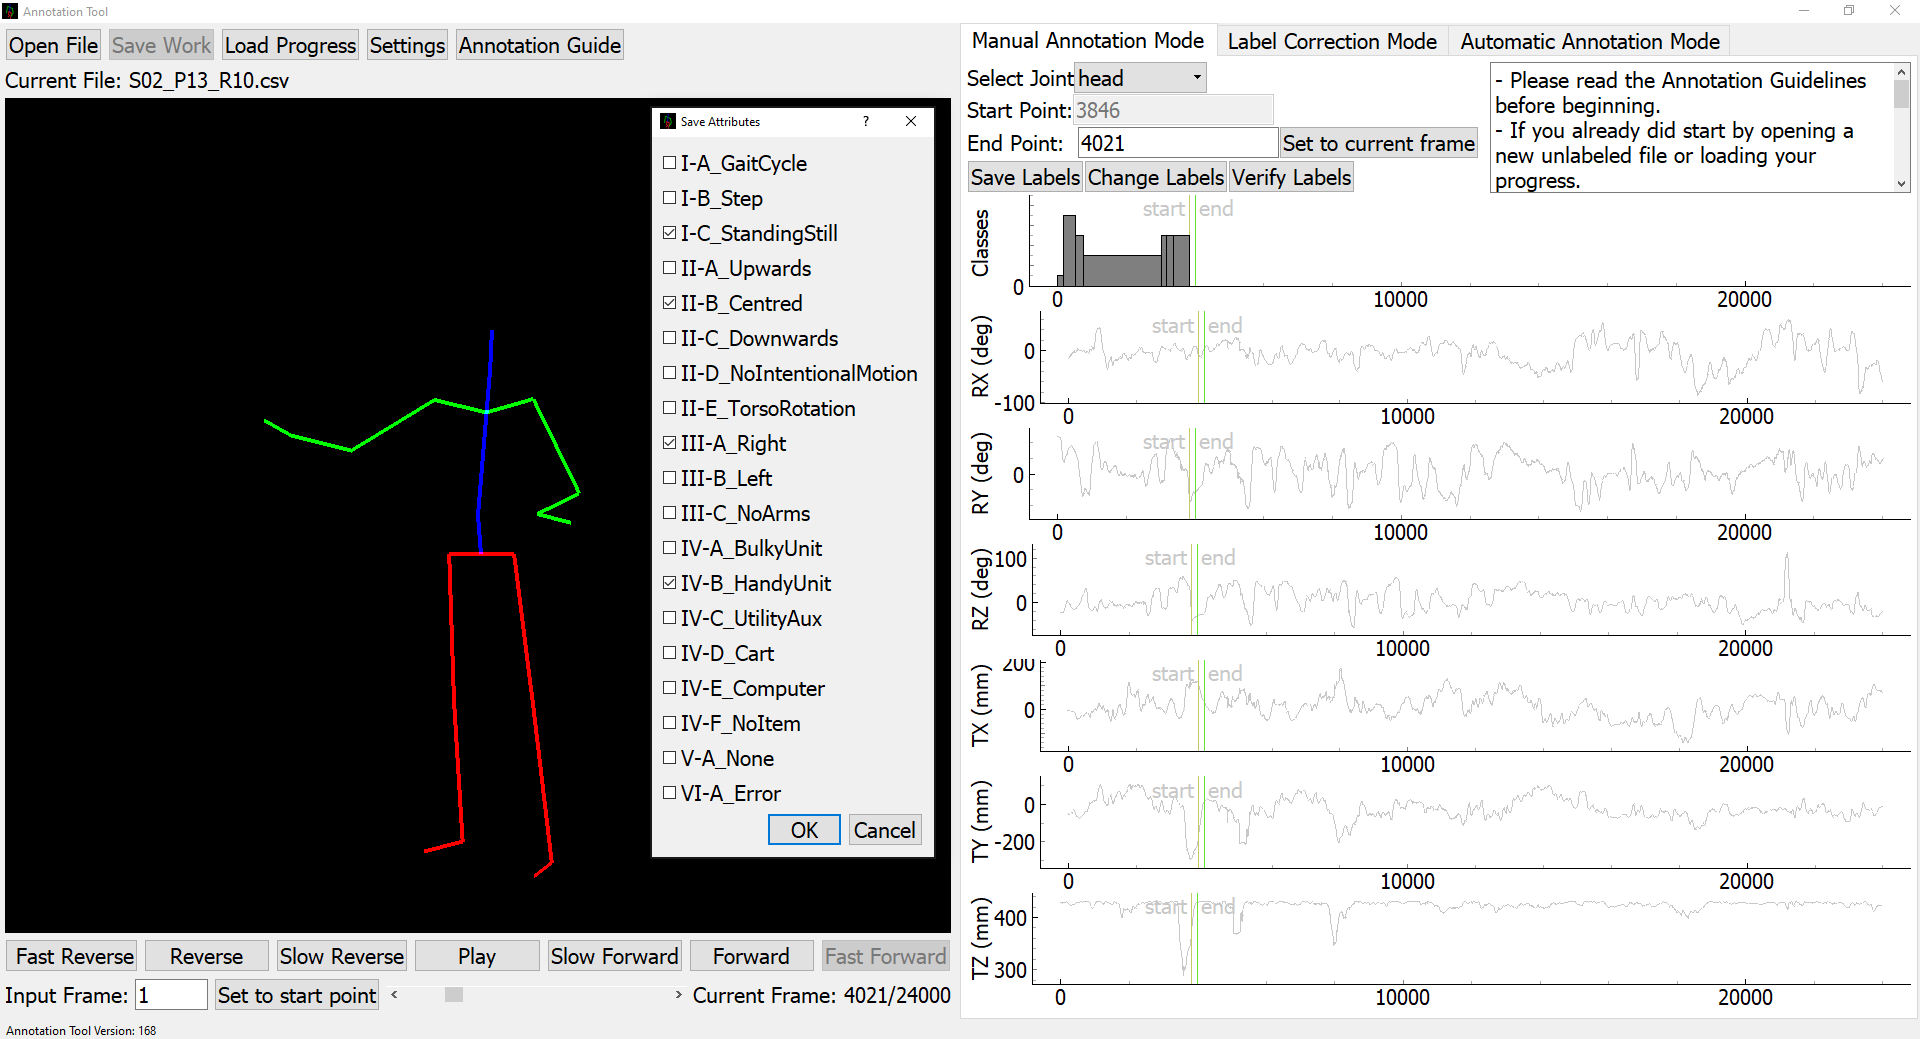 Annotation Tool
Open File Save Work Load Progress Settings Annotation Guide
Current File: S02_P13_R10.csv
Save Attributes ?
I-A_GaitCycle
I-B_Step
I-C_StandingStill
II-A_Upwards
II-B_Centred
II-C_Downwards
II-D_NoIntentionalMotion
II-E_TorsoRotation
III-A_Right
III-B_Left
III-C_NoArms
IV-A_BulkyUnit
IV-B_HandyUnit
IV-C_UtilityAux
IV-D_Cart
IV-E_Computer
IV-F_NoItem
V-A_None
VI-A_Error
OK Cancel
Fast Reverse Reverse Slow Reverse Play Slow Forward Forward Fast Forward
Input Frame: 1 Set to start point < > Current Frame: 4021/24000
Annotation Tool Version: 168
Manual Annotation Mode Label Correction Mode Automatic Annotation Mode
Select Joint head
Start Point: 3846
End Point: 4021 Set to current frame
Save Labels Change Labels Verify Labels
- Please read the Annotation Guidelines
before beginning.
- If you already did start by opening a
new unlabeled file or loading your
progress.
Classes
start end
0
0 10000 20000
RX (deg)
start end
0
-100
0 10000 20000
RY (deg)
start end
0
0 10000 20000
RZ (deg)
start end
100
0
0 10000 20000
TX (mm)
start end
200
0
0 10000 20000
TY (mm)
start end
0
-200
0 10000 20000
TZ (mm)
start end
400
300
0 10000 20000